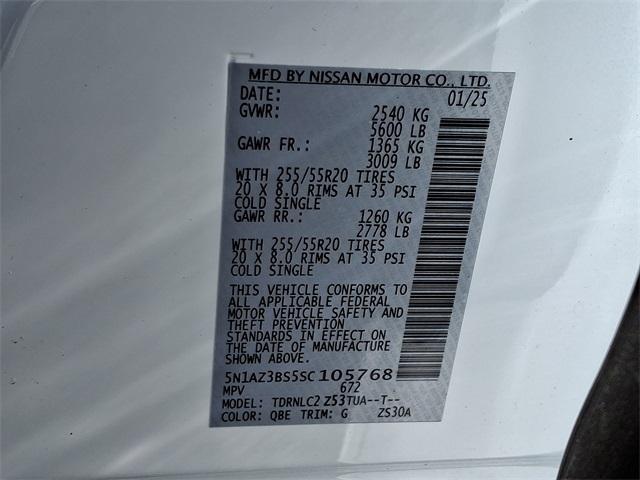 MFD BY NISSAN MOTOR CO., LTD.
DATE: 01/25
GVWR: 2540 KG
5600 LB
GAWR FR.: 1365 KG
3009 LB
WITH 255/55R20 TIRES
20 X 8.0 RIMS AT 35 PSI
COLD SINGLE
GAWR RR.: 1260 KG
2778 LB
WITH 255/55R20 TIRES
20 X 8.0 RIMS AT 35 PSI
COLD SINGLE
THIS VEHICLE CONFORMS TO
ALL APPLICABLE FEDERAL
MOTOR VEHICLE SAFETY AND
THEFT PREVENTION
STANDARDS IN EFFECT ON
THE DATE OF MANUFACTURE
SHOWN ABOVE.
5N1AZ3BS5SC105768
MPV 672
MODEL: TDRNLC2 Z53TUA--T--
COLOR: QBE TRIM: G ZS30A